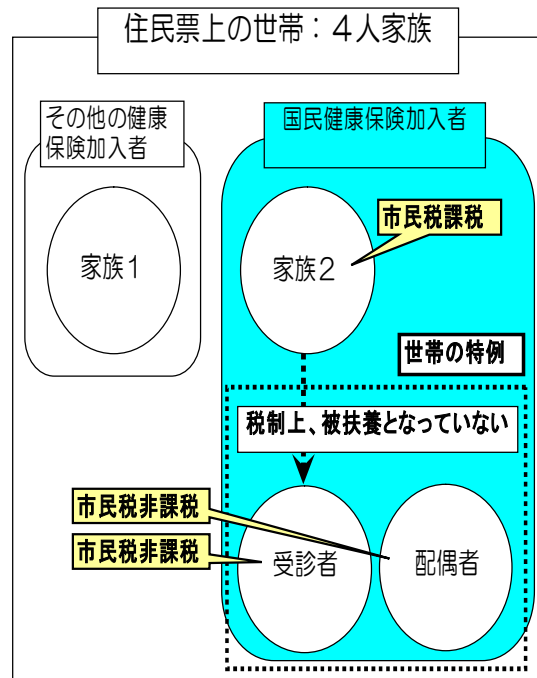 住民票上の世帯：４人家族
その他の健康
保険加入者
国民健康保険加入者
市民税課税
家族１
家族２
世帯の特例
税制上、被扶養となっていない
市民税非課税
市民税非課税
受診者
配偶者